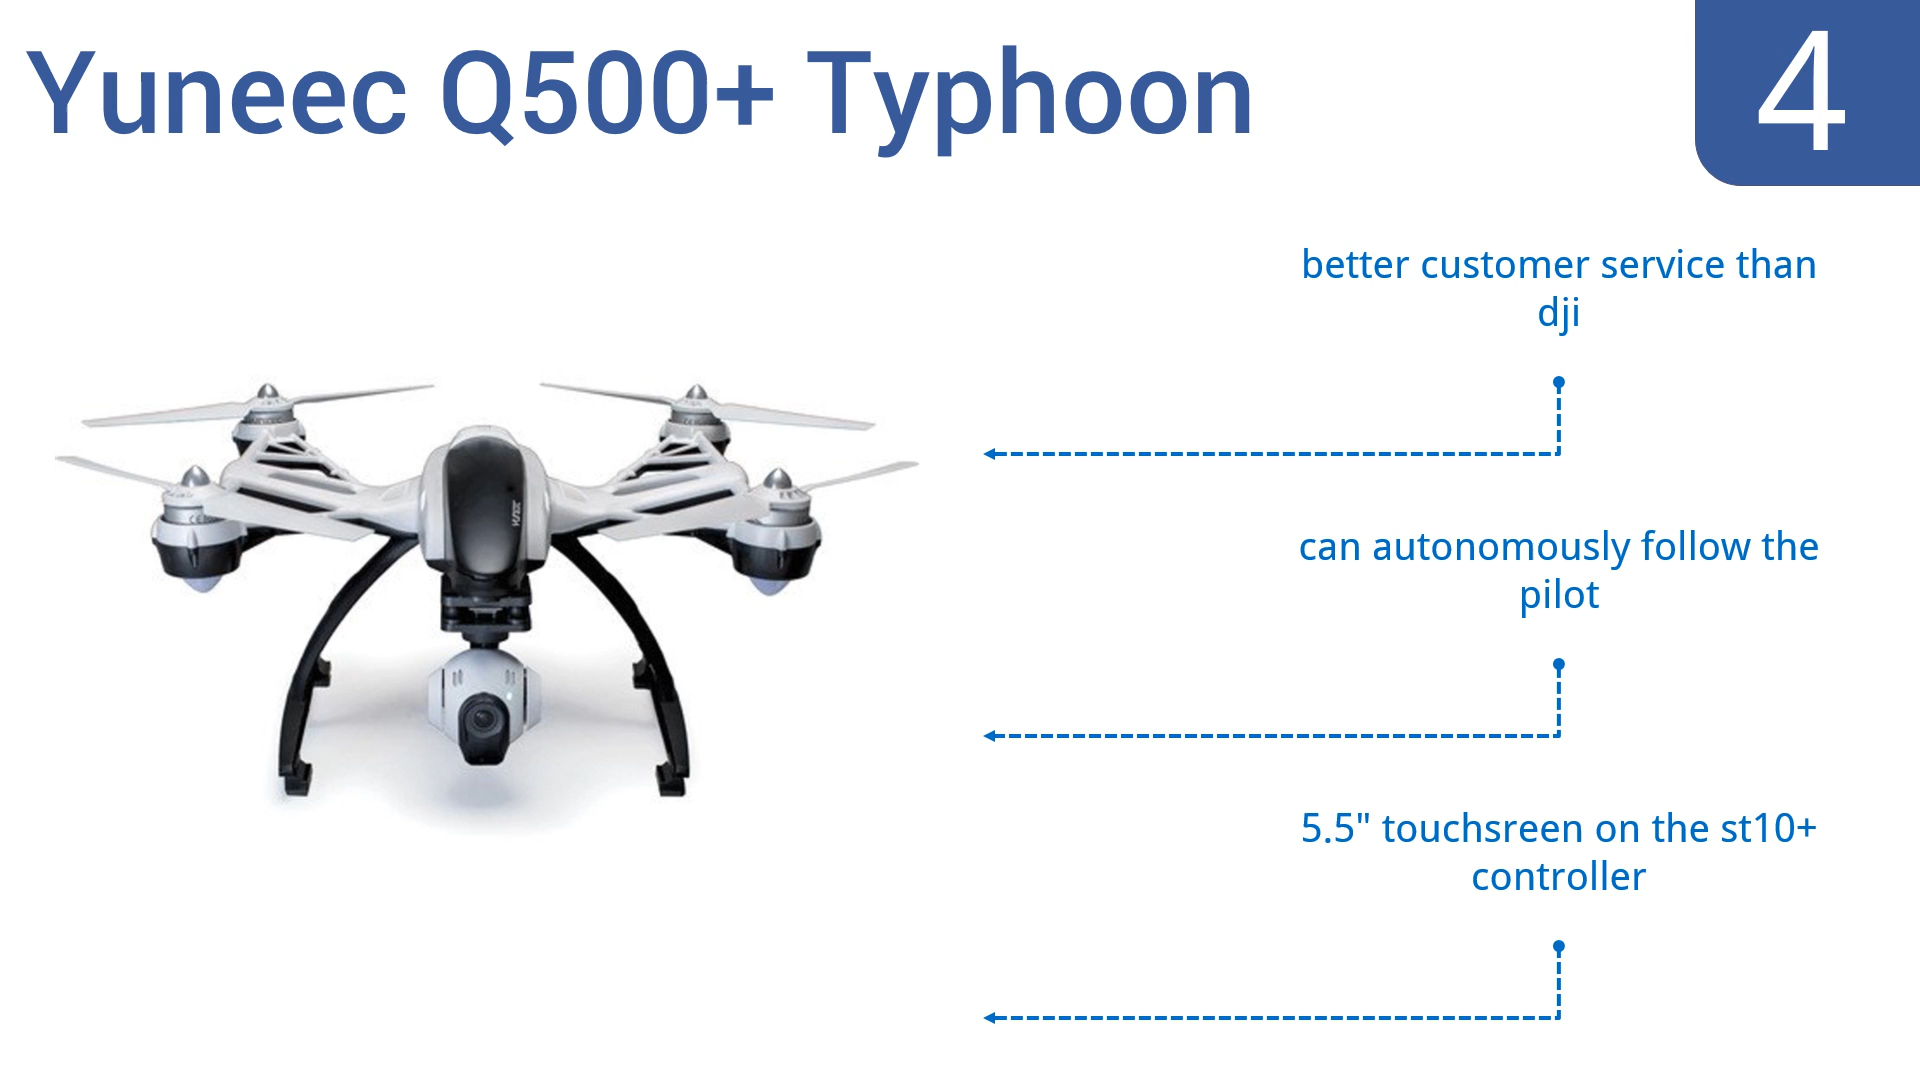 Yuneec Q500+ Typhoon
4
better customer service than
dji
can autonomously follow the
pilot
5.5" touchsreen on the st10+
controller